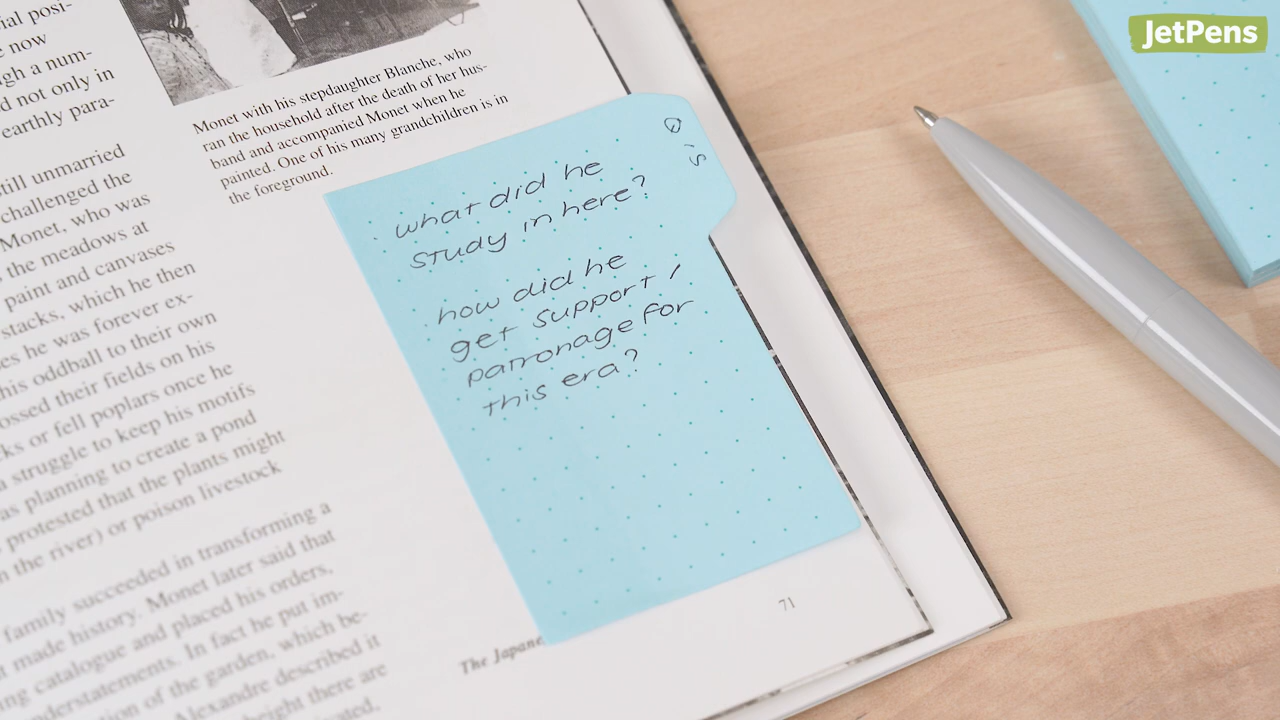 JetPens
ial posi-
e now
gh a num-
d not only in
earthly para-
still unmarried
challenged the
Monet, who was
the meadows at
paint and canvases
stacks, which he then
es he was forever ex-
his oddball to their own
ossed their fields on his
ks or fell poplars once he
a struggle to keep his motifs
as planning to create a pond
protested that the plants might
n the river) or poison livestock
family succeeded in transforming a
made history. Monet later said that
ng catalogue and placed his orders,
understatements. In fact he put im-
tion of the garden, which be-
Alexandre described it
height there are
Monet with his stepdaughter Blanche, who
ran the household after the death of her hus-
band and accompanied Monet when he
painted. One of his many grandchildren is in
the foreground.
Q's
what did he
study in here?
how did he
get support /
patronage for
this era?
The Japane
71